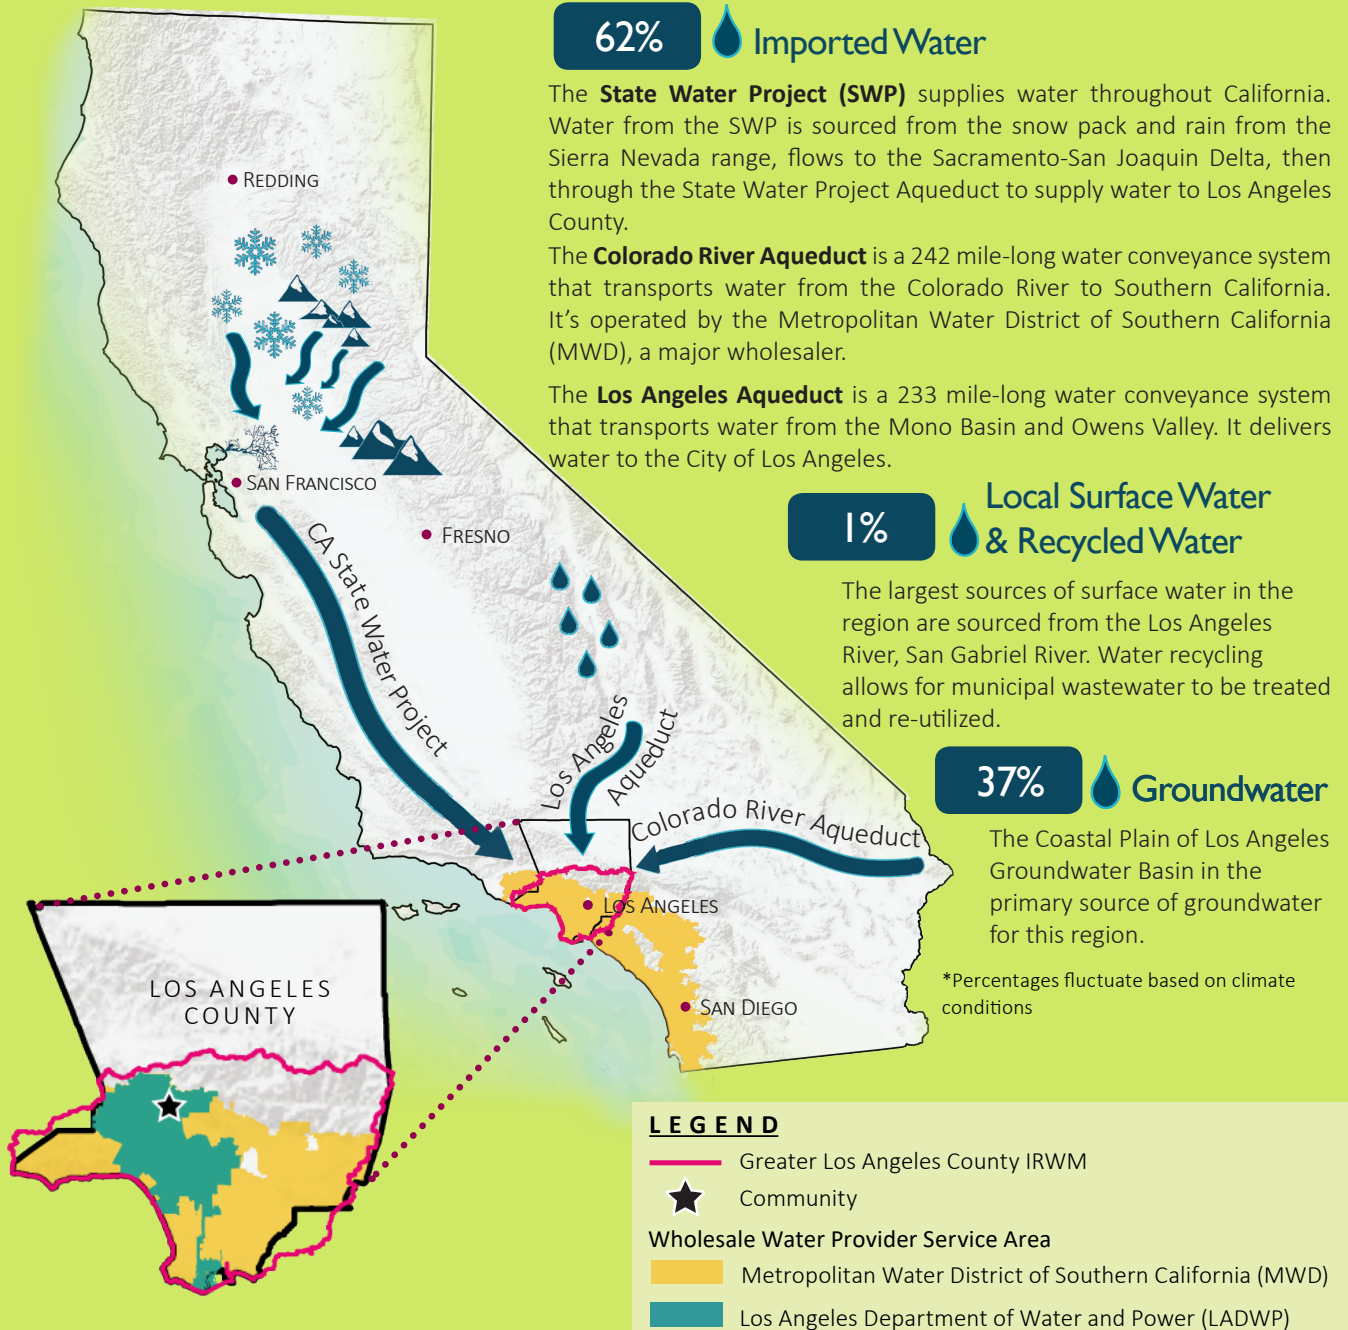 62%
Imported Water
The State Water Project (SWP) supplies water throughout California.
Water from the SWP is sourced from the snow pack and rain from the
Sierra Nevada range, flows to the Sacramento-San Joaquin Delta, then
through the State Water Project Aqueduct to supply water to Los Angeles
County.
The Colorado River Aqueduct is a 242 mile-long water conveyance system
that transports water from the Colorado River to Southern California.
It's operated by the Metropolitan Water District of Southern California
(MWD), a major wholesaler.
The Los Angeles Aqueduct is a 233 mile-long water conveyance system
that transports water from the Mono Basin and Owens Valley. It delivers
water to the City of Los Angeles.
1%
Local Surface Water
& Recycled Water
The largest sources of surface water in the
region are sourced from the Los Angeles
River, San Gabriel River. Water recycling
allows for municipal wastewater to be treated
and re-utilized.
37%
Groundwater
The Coastal Plain of Los Angeles
Groundwater Basin in the
primary source of groundwater
for this region.
*Percentages fluctuate based on climate
conditions
REDDING
SAN FRANCISCO
FRESNO
CA State Water Project
Los Angeles
Aqueduct
Colorado River Aqueduct
LOS ANGELES
SAN DIEGO
LOS ANGELES
COUNTY
LEGEND
Greater Los Angeles County IRWM
Community
Wholesale Water Provider Service Area
Metropolitan Water District of Southern California (MWD)
Los Angeles Department of Water and Power (LADWP)